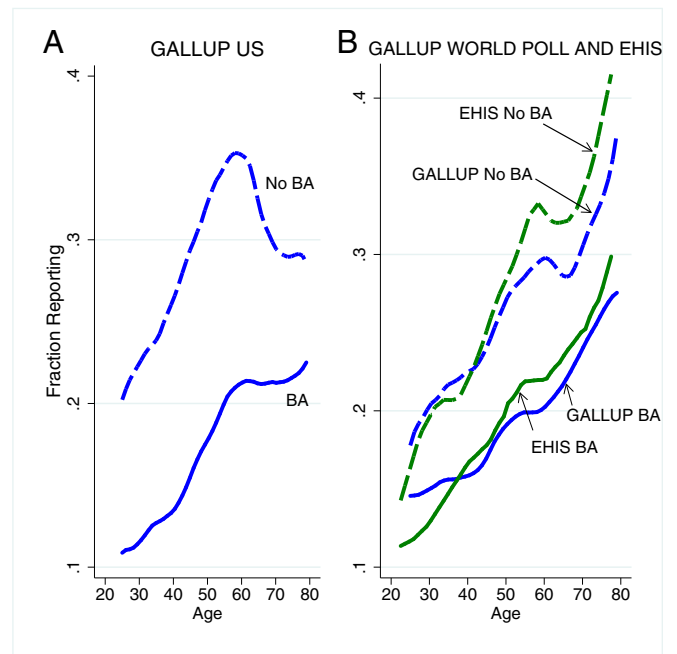 A
GALLUP US
.4
.3
.2
.1
Fraction Reporting
No BA
BA
20 30 40 50 60 70 80
Age
B
GALLUP WORLD POLL AND EHIS
.4
.3
.2
.1
EHIS No BA
GALLUP No BA
GALLUP BA
EHIS BA
20 30 40 50 60 70 80
Age